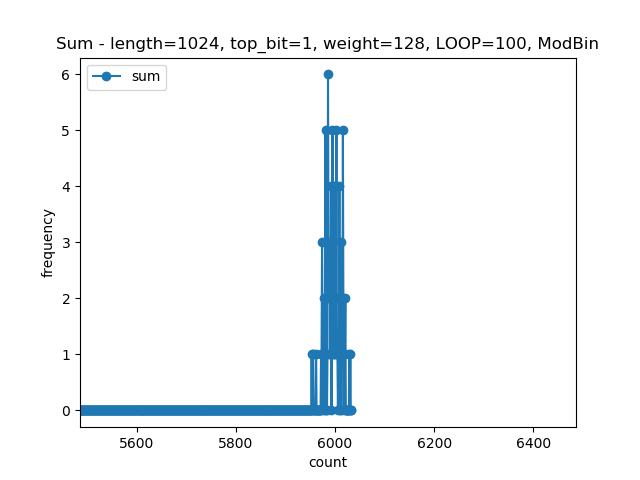 Sum - length=1024, top_bit=1, weight=128, LOOP=100, ModBin
sum
6
5
4
3
2
1
0
frequency
5600 5800 6000 6200 6400
count